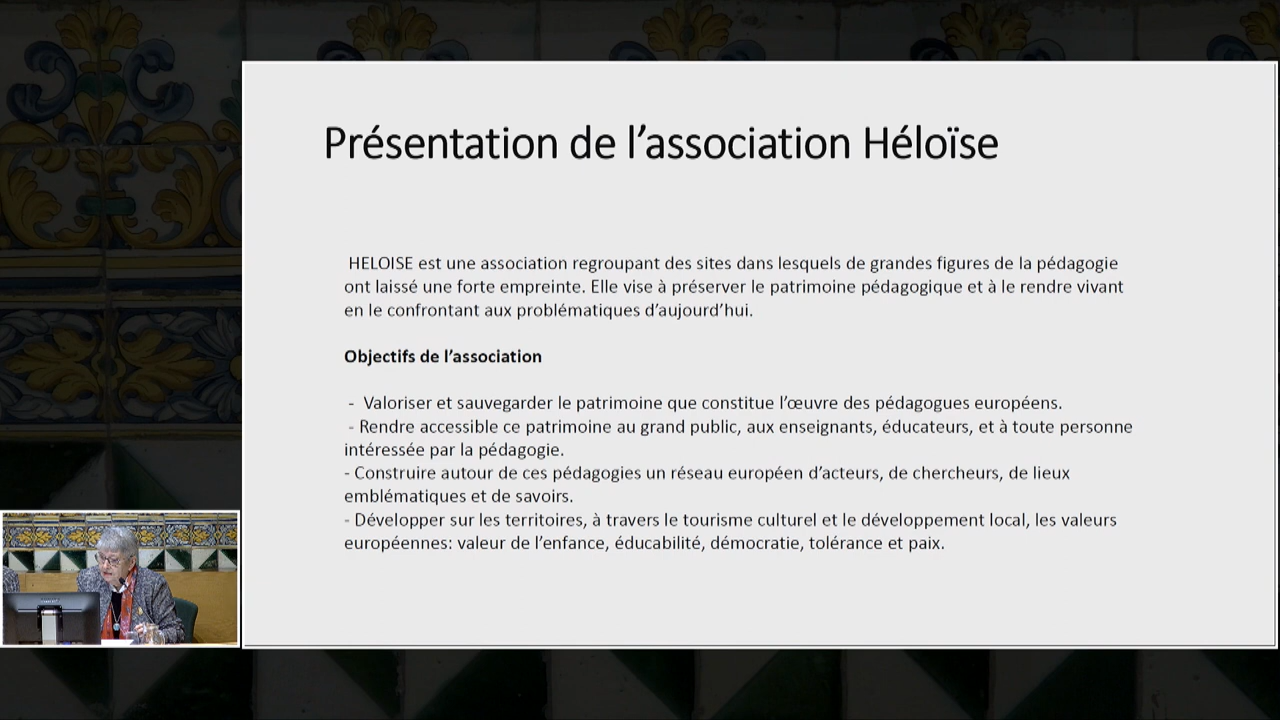 Présentation de l’association Héloïse
HELOISE est une association regroupant des sites dans lesquels de grandes figures de la pédagogie
ont laissé une forte empreinte. Elle vise à préserver le patrimoine pédagogique et à le rendre vivant
en le confrontant aux problématiques d’aujourd’hui.
Objectifs de l’association
- Valoriser et sauvegarder le patrimoine que constitue l’œuvre des pédagogues européens.
- Rendre accessible ce patrimoine au grand public, aux enseignants, éducateurs, et à toute personne
intéressée par la pédagogie.
- Construire autour de ces pédagogies un réseau européen d’acteurs, de chercheurs, de lieux
emblématiques et de savoirs.
- Développer sur les territoires, à travers le tourisme culturel et le développement local, les valeurs
européennes: valeur de l’enfance, éducabilité, démocratie, tolérance et paix.